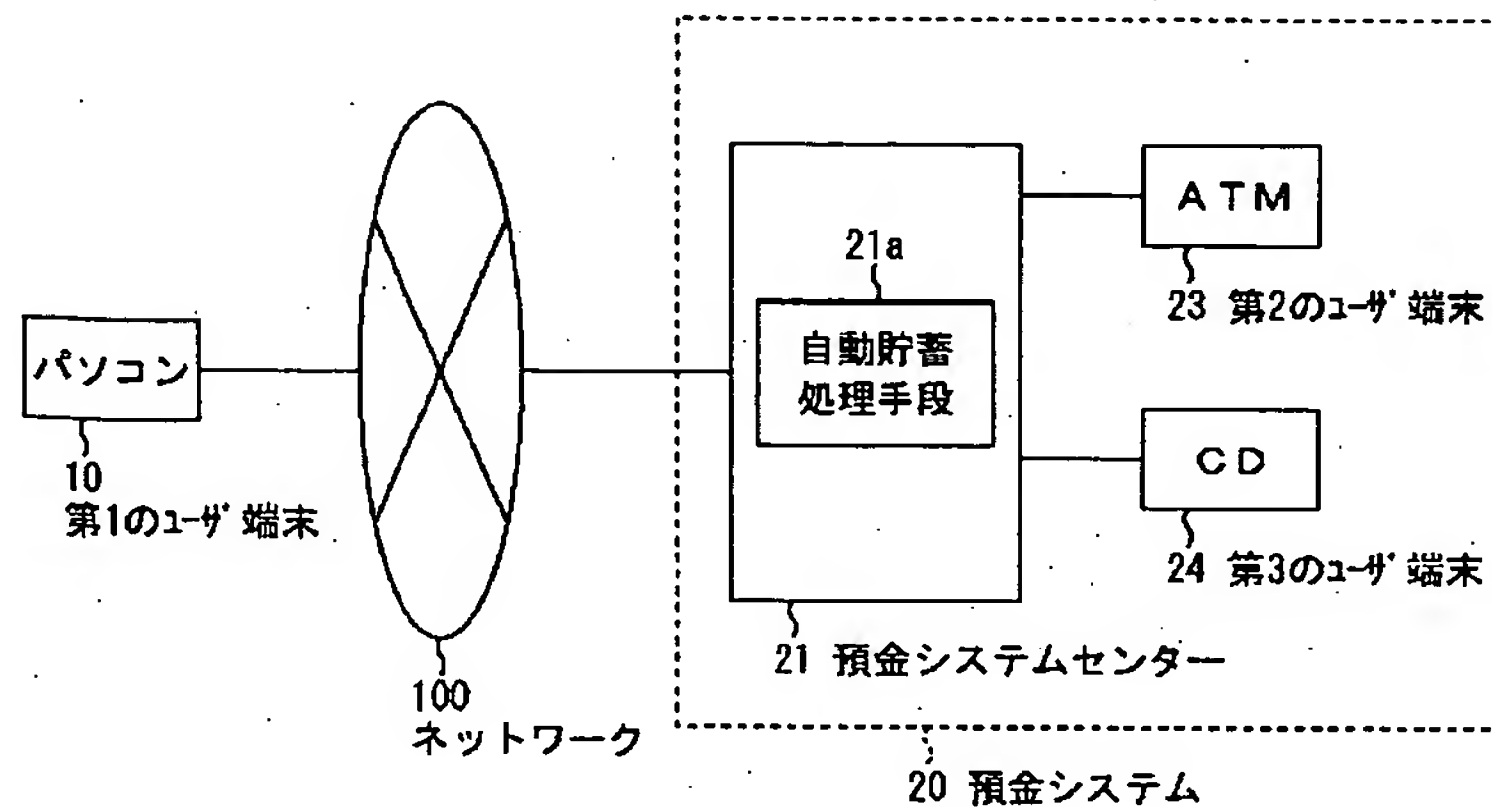 パソコン
10
第1のﾕｰｻﾞ端末
100
ネットワーク
21a
自動貯蓄
処理手段
21 預金システムセンター
ＡＴＭ
23 第2のﾕｰｻﾞ端末
ＣＤ
24 第3のﾕｰｻﾞ端末
20 預金システム